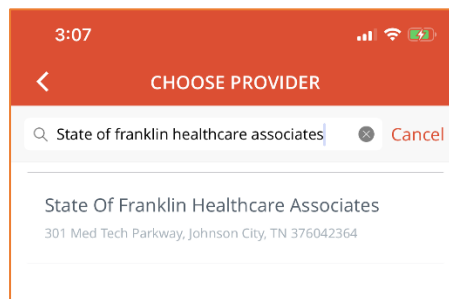 3:07
CHOOSE PROVIDER
State of franklin healthcare associates Cancel
State Of Franklin Healthcare Associates
301 Med Tech Parkway, Johnson City, TN 376042364